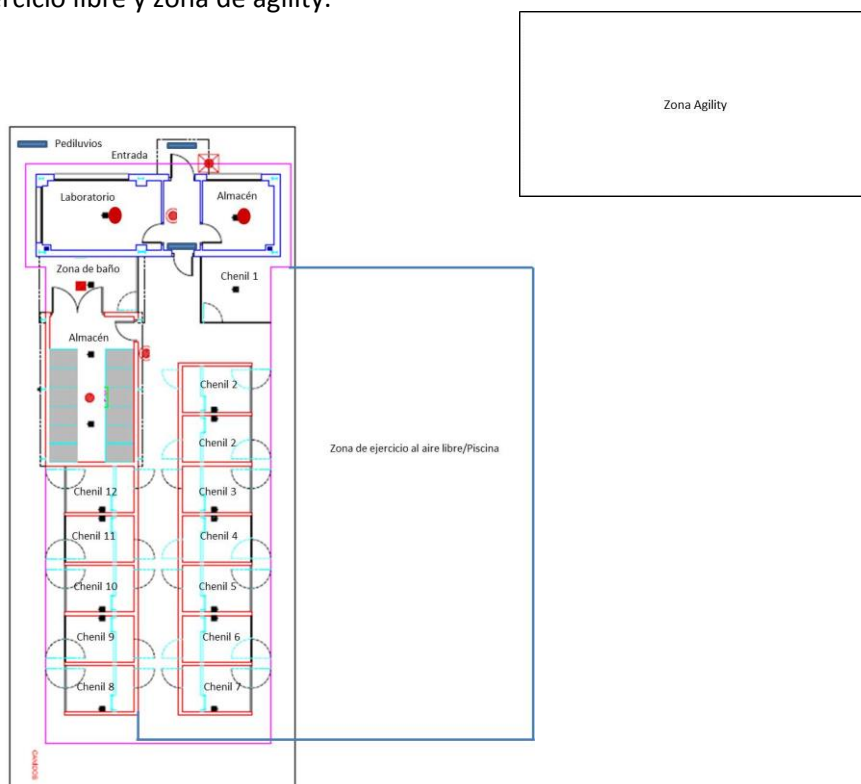 ercicio libre y zona de agility.
Zona Agility
Pediluvios
Entrada
Laboratorio
Almacén
Zona de baño
Chenil 1
Almacén
Chenil 2
Chenil 2
Zona de ejercicio al aire libre/Piscina
Chenil 12
Chenil 3
Chenil 11
Chenil 4
Chenil 10
Chenil 5
Chenil 9
Chenil 6
Chenil 8
Chenil 7